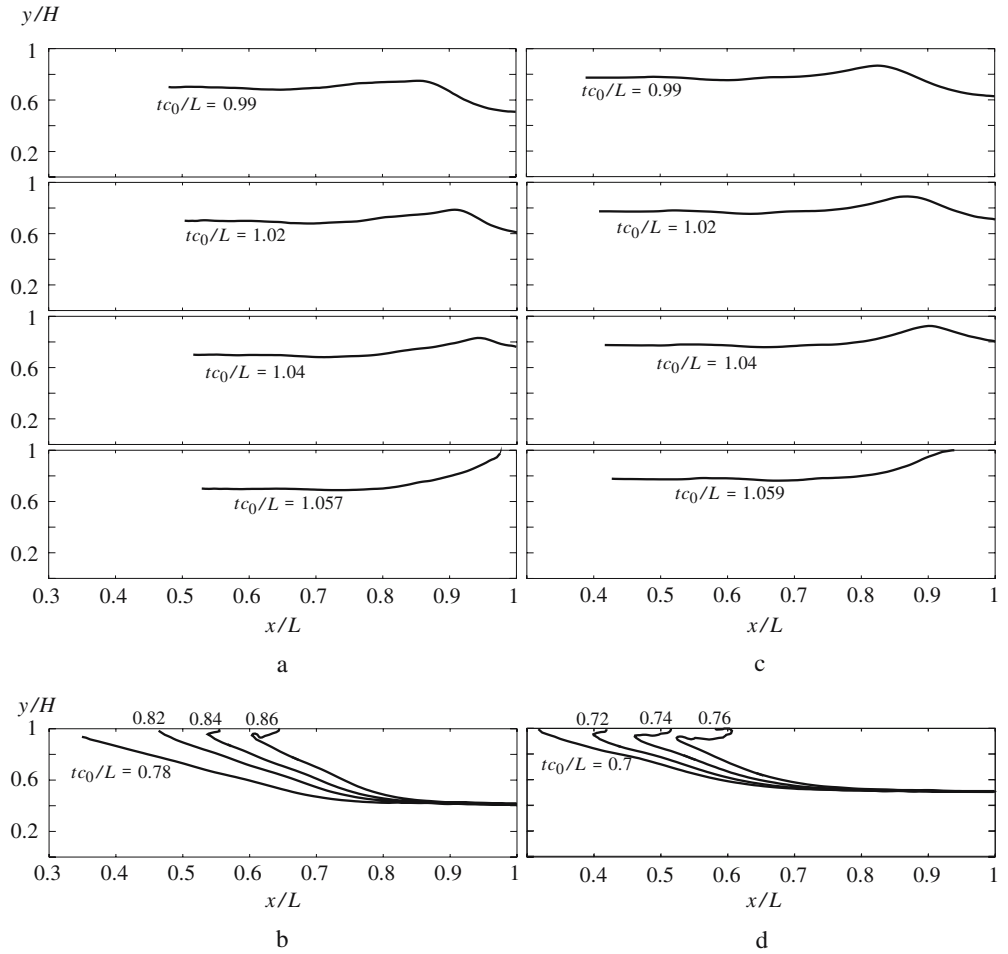 y/H
1
0.6
0.2
tc0/L = 0.99
tc0/L = 0.99
1
0.6
0.2
tc0/L = 1.02
tc0/L = 1.02
1
0.6
0.2
tc0/L = 1.04
tc0/L = 1.04
1
0.6
0.2
tc0/L = 1.057
tc0/L = 1.059
0.3 0.4 0.5 0.6 0.7 0.8 0.9 1
0.4 0.5 0.6 0.7 0.8 0.9 1
x/L
x/L
a
c
y/H
1
0.6
0.2
0.82 0.84 0.86
tc0/L = 0.78
0.72 0.74 0.76
tc0/L = 0.7
0.3 0.4 0.5 0.6 0.7 0.8 0.9 1
0.4 0.5 0.6 0.7 0.8 0.9 1
x/L
x/L
b
d